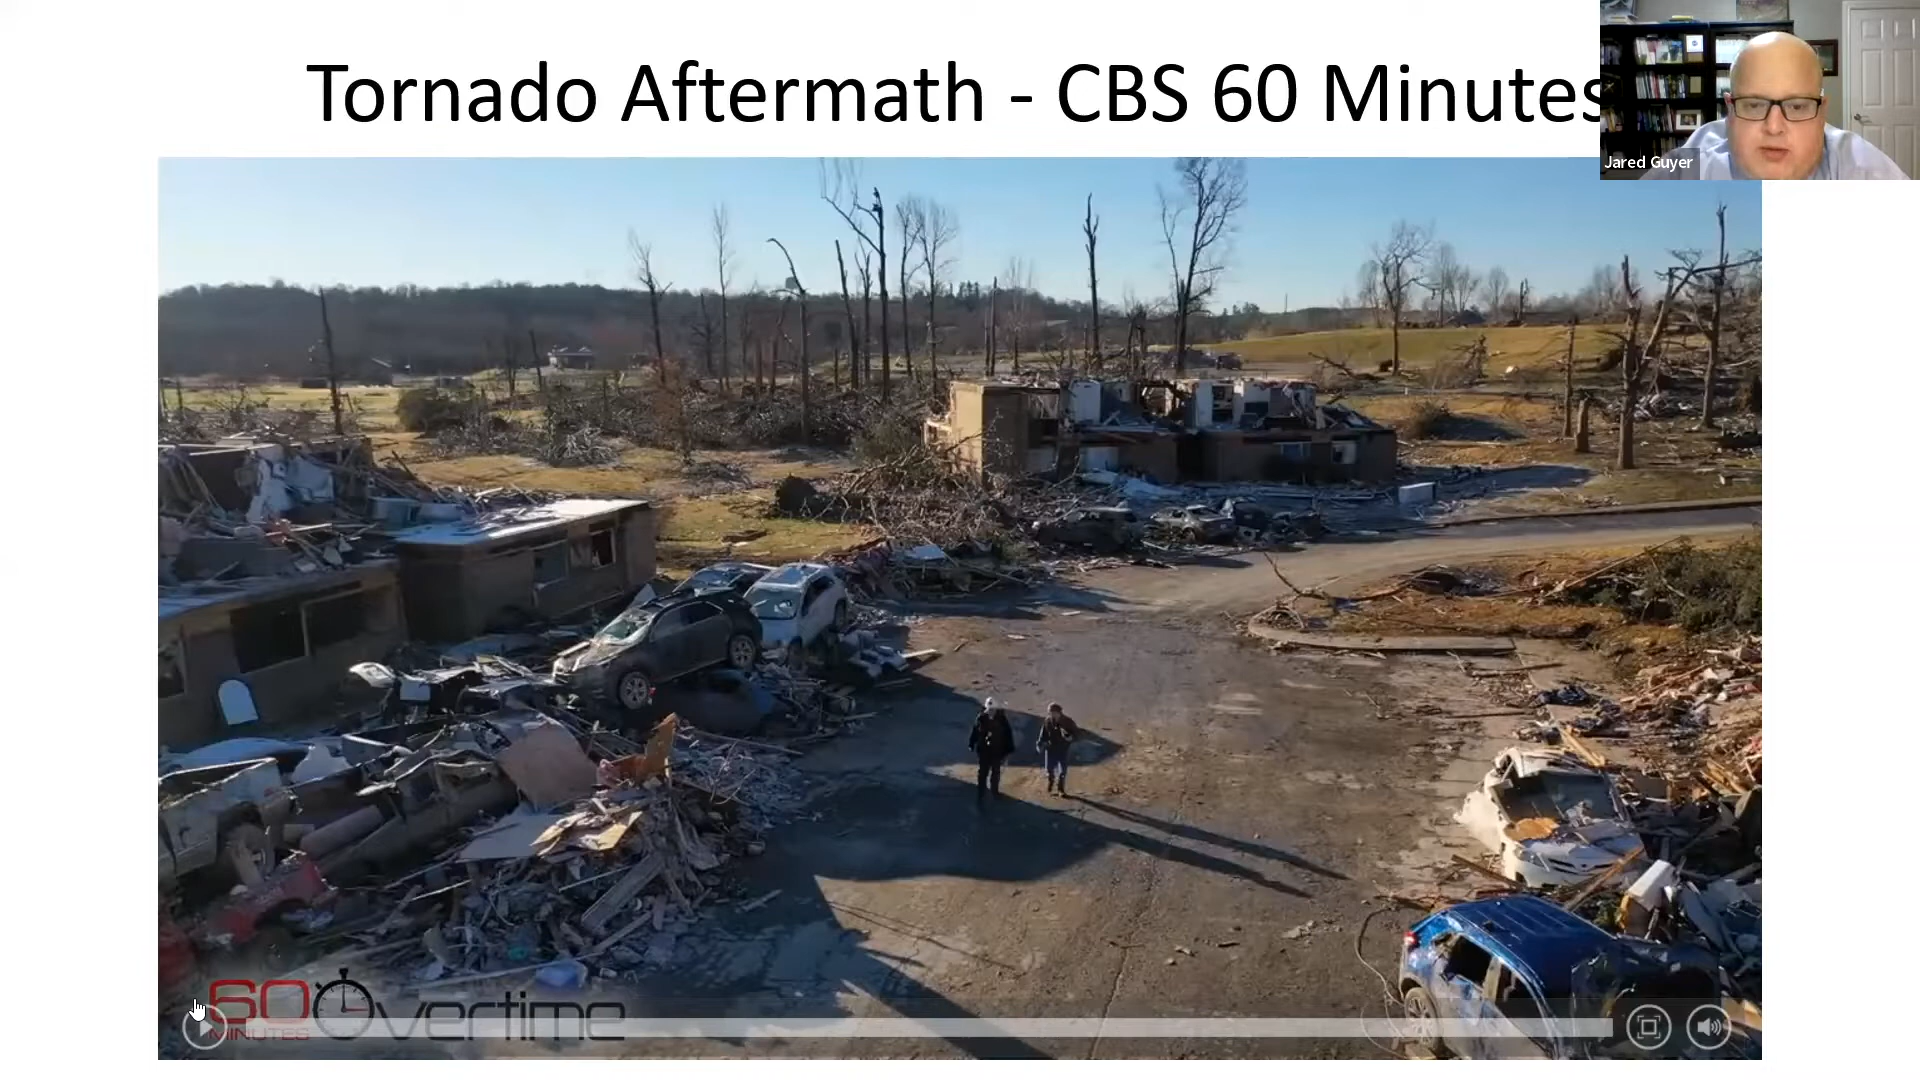 Tornado Aftermath - CBS 60 Minutes
Jared Guyer
60 Overtime
MINUTES